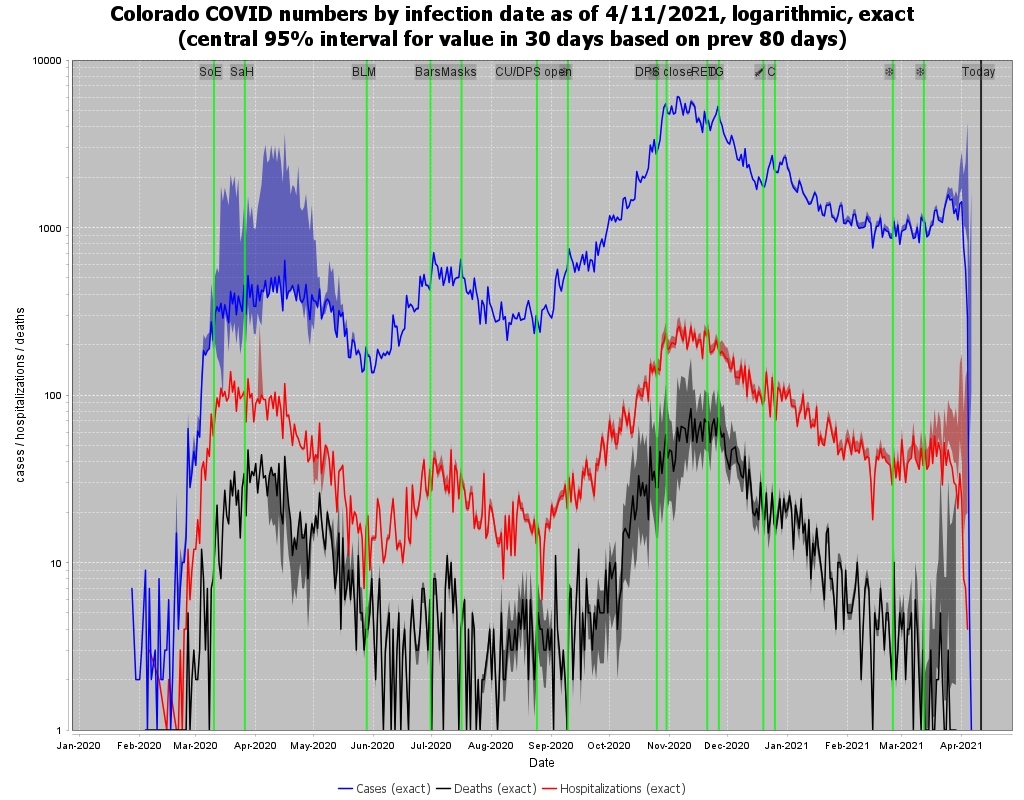 Colorado COVID numbers by infection date as of 4/11/2021, logarithmic, exact
(central 95% interval for value in 30 days based on prev 80 days)
10000
SoE SaH BLM Bars Masks CU/DPS open DPS close RE TG C ❄ ❄ Today
1000
100
10
1
cases / hospitalizations / deaths
Jan-2020 Feb-2020 Mar-2020 Apr-2020 May-2020 Jun-2020 Jul-2020 Aug-2020 Sep-2020 Oct-2020 Nov-2020 Dec-2020 Jan-2021 Feb-2021 Mar-2021 Apr-2021
Date
Cases (exact) Deaths (exact) Hospitalizations (exact)